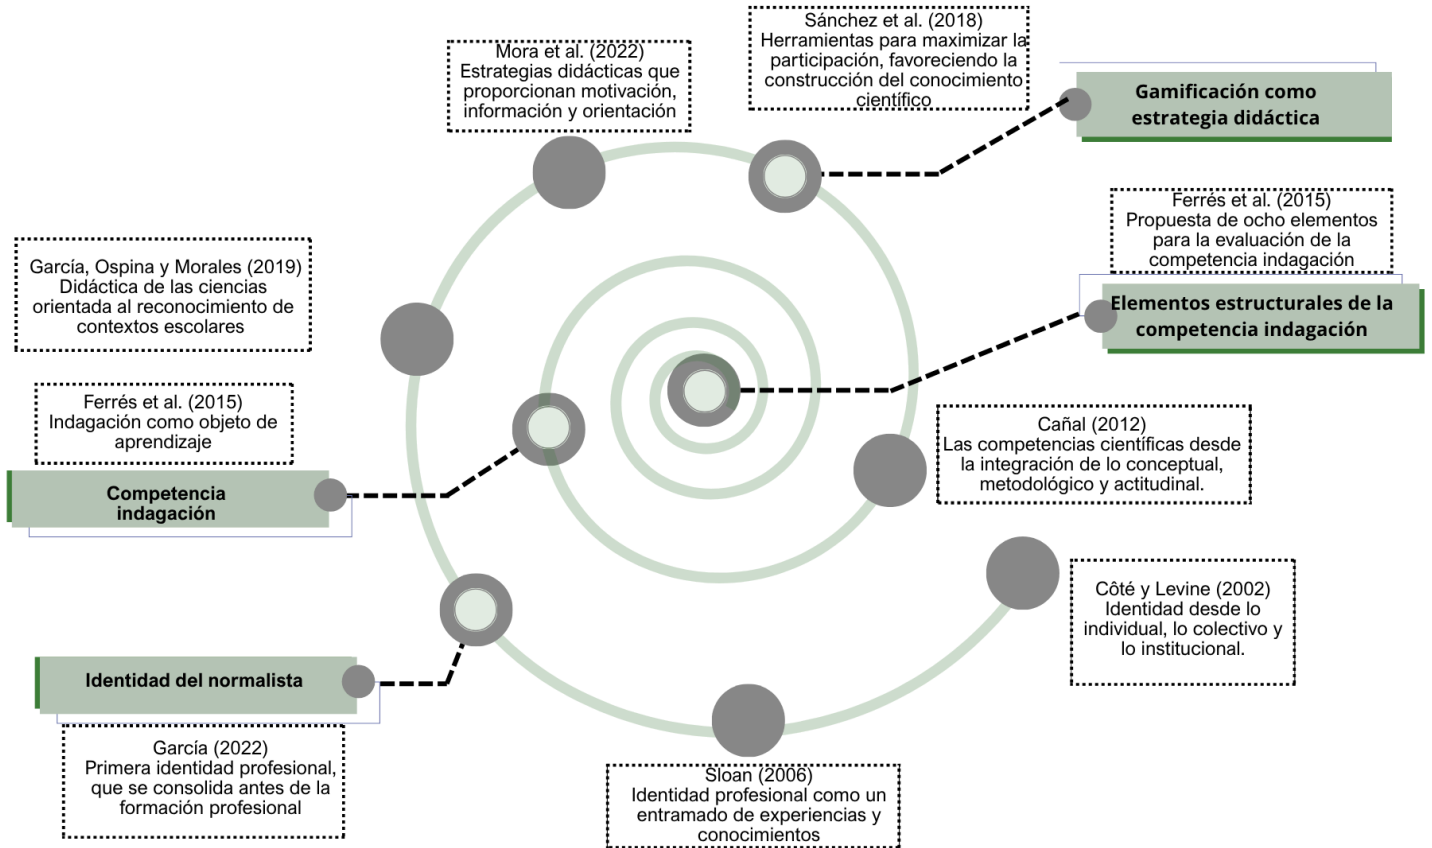 Sánchez et al. (2018)
Herramientas para maximizar la
participación, favoreciendo la
construcción del conocimiento
científico
Mora et al. (2022)
Estrategias didácticas que
proporcionan motivación,
información y orientación
Gamificación como
estrategia didáctica
Ferrés et al. (2015)
Propuesta de ocho elementos
para la evaluación de la
competencia indagación
Elementos estructurales de la
competencia indagación
García, Ospina y Morales (2019)
Didáctica de las ciencias
orientada al reconocimiento de
contextos escolares
Ferrés et al. (2015)
Indagación como objeto de
aprendizaje
Competencia
indagación
Cañal (2012)
Las competencias científicas desde
la integración de lo conceptual,
metodológico y actitudinal.
Côté y Levine (2002)
Identidad desde lo
individual, lo colectivo y
lo institucional.
Identidad del normalista
García (2022)
Primera identidad profesional,
que se consolida antes de la
formación profesional
Sloan (2006)
Identidad profesional como un
entramado de experiencias y
conocimientos